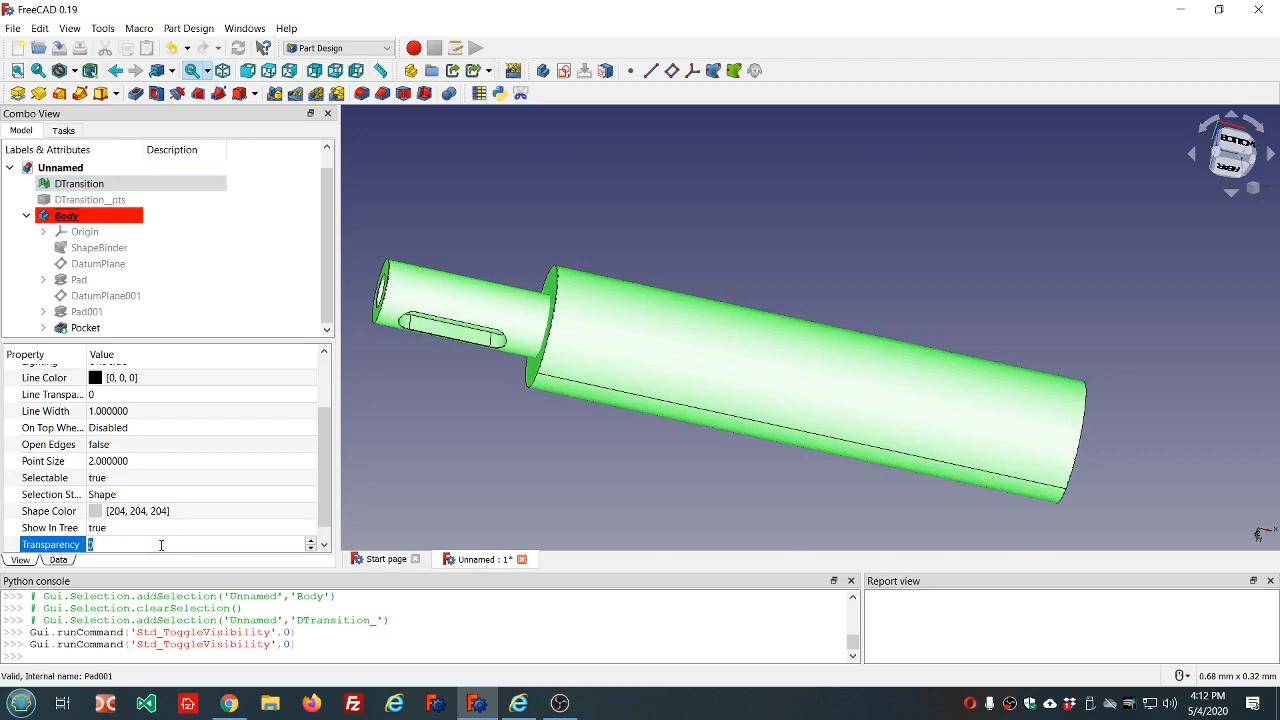 FreeCAD 0.19
File Edit View Tools Macro Part Design Windows Help
Part Design
Combo View
Model Tasks
Labels & Attributes Description
Unnamed
DTransition
DTransition__pts
Body
Origin
ShapeBinder
DatumPlane
Pad
DatumPlane001
Pad001
Pocket
BOTTOM
REAR
Property Value
Line Color [0, 0, 0]
Line Transpa... 0
Line Width 1.000000
On Top Whe... Disabled
Open Edges false
Point Size 2.000000
Selectable true
Selection St... Shape
Shape Color [204, 204, 204]
Show In Tree true
Transparency 0
View Data
Start page Unnamed : 1*
Python console
>>> # Gui.Selection.addSelection('Unnamed','Body')
>>> # Gui.Selection.clearSelection()
>>> # Gui.Selection.addSelection('Unnamed','DTransition_')
>>> Gui.runCommand('Std_ToggleVisibility',0)
>>> Gui.runCommand('Std_ToggleVisibility',0)
>>>
Report view
Valid, Internal name: Pad001
0.68 mm x 0.32 mm
4:12 PM
5/4/2020